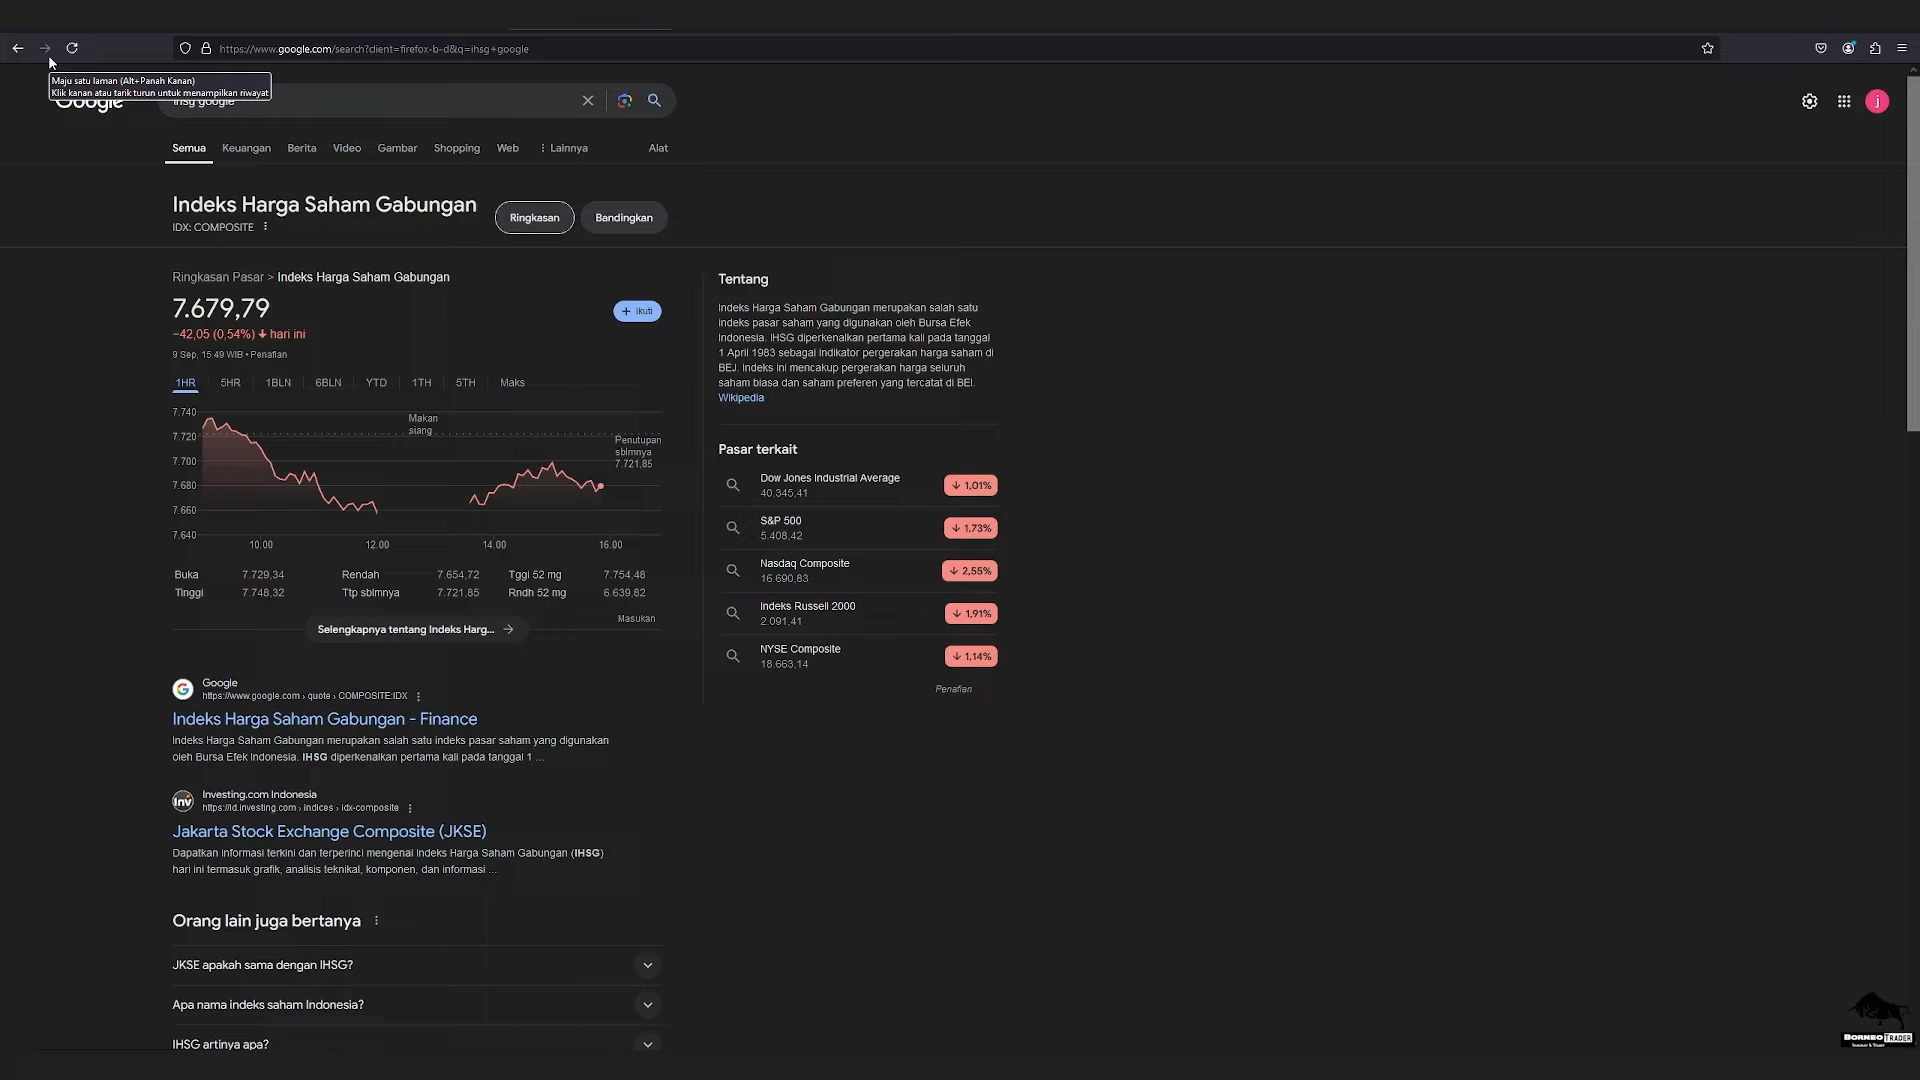 https://www.google.com/search?client=firefox-b-d&q=ihsg+google
Maju satu laman (Alt+Panah Kanan)
Klik kanan atau tarik turun untuk menampilkan riwayat
Google
ihsg google
Semua
Keuangan
Berita
Video
Gambar
Shopping
Web
Lainnya
Alat
j
Indeks Harga Saham Gabungan
IDX: COMPOSITE
Ringkasan
Bandingkan
Ringkasan Pasar > Indeks Harga Saham Gabungan
7.679,79
+ Ikuti
−42,05 (0,54%) ↓ hari ini
9 Sep, 15.49 WIB • Penafian
1HR
5HR
1BLN
6BLN
YTD
1TH
5TH
Maks
7.740
7.720
7.700
7.680
7.660
7.640
Makan
siang
Penutupan
sblmnya
7.721,85
10.00
12.00
14.00
16.00
Buka 7.729,34 Rendah 7.654,72 Tggi 52 mg 7.754,48
Tinggi 7.748,32 Ttp sblmnya 7.721,85 Rndh 52 mg 6.639,82
Masukan
Selengkapnya tentang Indeks Harg... →
Tentang
Indeks Harga Saham Gabungan merupakan salah satu
indeks pasar saham yang digunakan oleh Bursa Efek
Indonesia. IHSG diperkenalkan pertama kali pada tanggal
1 April 1983 sebagai indikator pergerakan harga saham di
BEJ. Indeks ini mencakup pergerakan harga seluruh
saham biasa dan saham preferen yang tercatat di BEI.
Wikipedia
Pasar terkait
Dow Jones Industrial Average
40.345,41
↓ 1,01%
S&P 500
5.408,42
↓ 1,73%
Nasdaq Composite
16.690,83
↓ 2,55%
Indeks Russell 2000
2.091,41
↓ 1,91%
NYSE Composite
18.663,14
↓ 1,14%
Penafian
Google
https://www.google.com › quote › COMPOSITE:IDX
Indeks Harga Saham Gabungan - Finance
Indeks Harga Saham Gabungan merupakan salah satu indeks pasar saham yang digunakan
oleh Bursa Efek Indonesia. IHSG diperkenalkan pertama kali pada tanggal 1 ...
Inv
Investing.com Indonesia
https://id.investing.com › indices › idx-composite
Jakarta Stock Exchange Composite (JKSE)
Dapatkan informasi terkini dan terperinci mengenai Indeks Harga Saham Gabungan (IHSG)
hari ini termasuk grafik, analisis teknikal, komponen, dan informasi ...
Orang lain juga bertanya
JKSE apakah sama dengan IHSG?
Apa nama indeks saham Indonesia?
IHSG artinya apa?
BORNEO TRADER